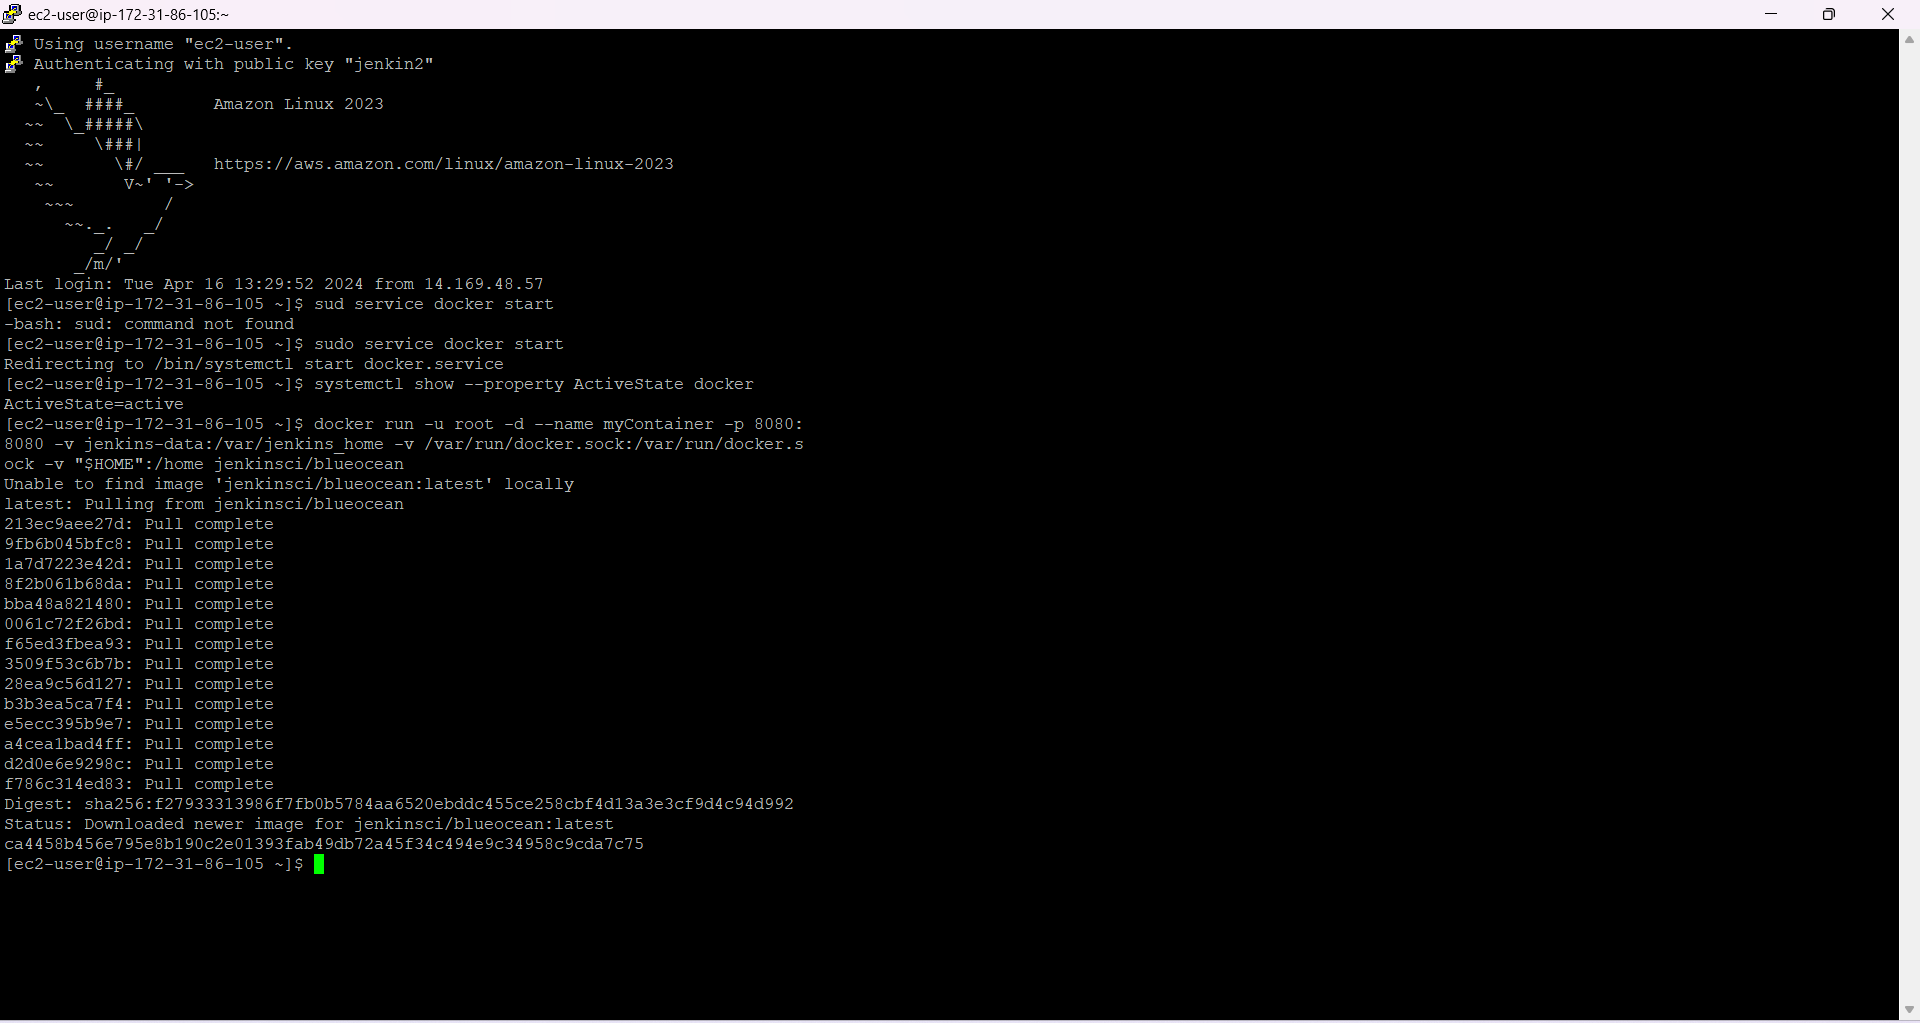 ec2-user@ip-172-31-86-105:~
Using username "ec2-user".
Authenticating with public key "jenkin2"
   ,     #_
   ~\_  ####_        Amazon Linux 2023
  ~~  \_#####\
  ~~     \###|
  ~~       \#/ ___   https://aws.amazon.com/linux/amazon-linux-2023
   ~~       V~' '->
    ~~~         /
      ~~._.   _/
         _/ _/
       _/m/'
Last login: Tue Apr 16 13:29:52 2024 from 14.169.48.57
[ec2-user@ip-172-31-86-105 ~]$ sud service docker start
-bash: sud: command not found
[ec2-user@ip-172-31-86-105 ~]$ sudo service docker start
Redirecting to /bin/systemctl start docker.service
[ec2-user@ip-172-31-86-105 ~]$ systemctl show --property ActiveState docker
ActiveState=active
[ec2-user@ip-172-31-86-105 ~]$ docker run -u root -d --name myContainer -p 8080:
8080 -v jenkins-data:/var/jenkins_home -v /var/run/docker.sock:/var/run/docker.s
ock -v "$HOME":/home jenkinsci/blueocean
Unable to find image 'jenkinsci/blueocean:latest' locally
latest: Pulling from jenkinsci/blueocean
213ec9aee27d: Pull complete
9fb6b045bfc8: Pull complete
1a7d7223e42d: Pull complete
8f2b061b68da: Pull complete
bba48a821480: Pull complete
0061c72f26bd: Pull complete
f65ed3fbea93: Pull complete
3509f53c6b7b: Pull complete
28ea9c56d127: Pull complete
b3b3ea5ca7f4: Pull complete
e5ecc395b9e7: Pull complete
a4cea1bad4ff: Pull complete
d2d0e6e9298c: Pull complete
f786c314ed83: Pull complete
Digest: sha256:f27933313986f7fb0b5784aa6520ebddc455ce258cbf4d13a3e3cf9d4c94d992
Status: Downloaded newer image for jenkinsci/blueocean:latest
ca4458b456e795e8b190c2e01393fab49db72a45f34c494e9c34958c9cda7c75
[ec2-user@ip-172-31-86-105 ~]$